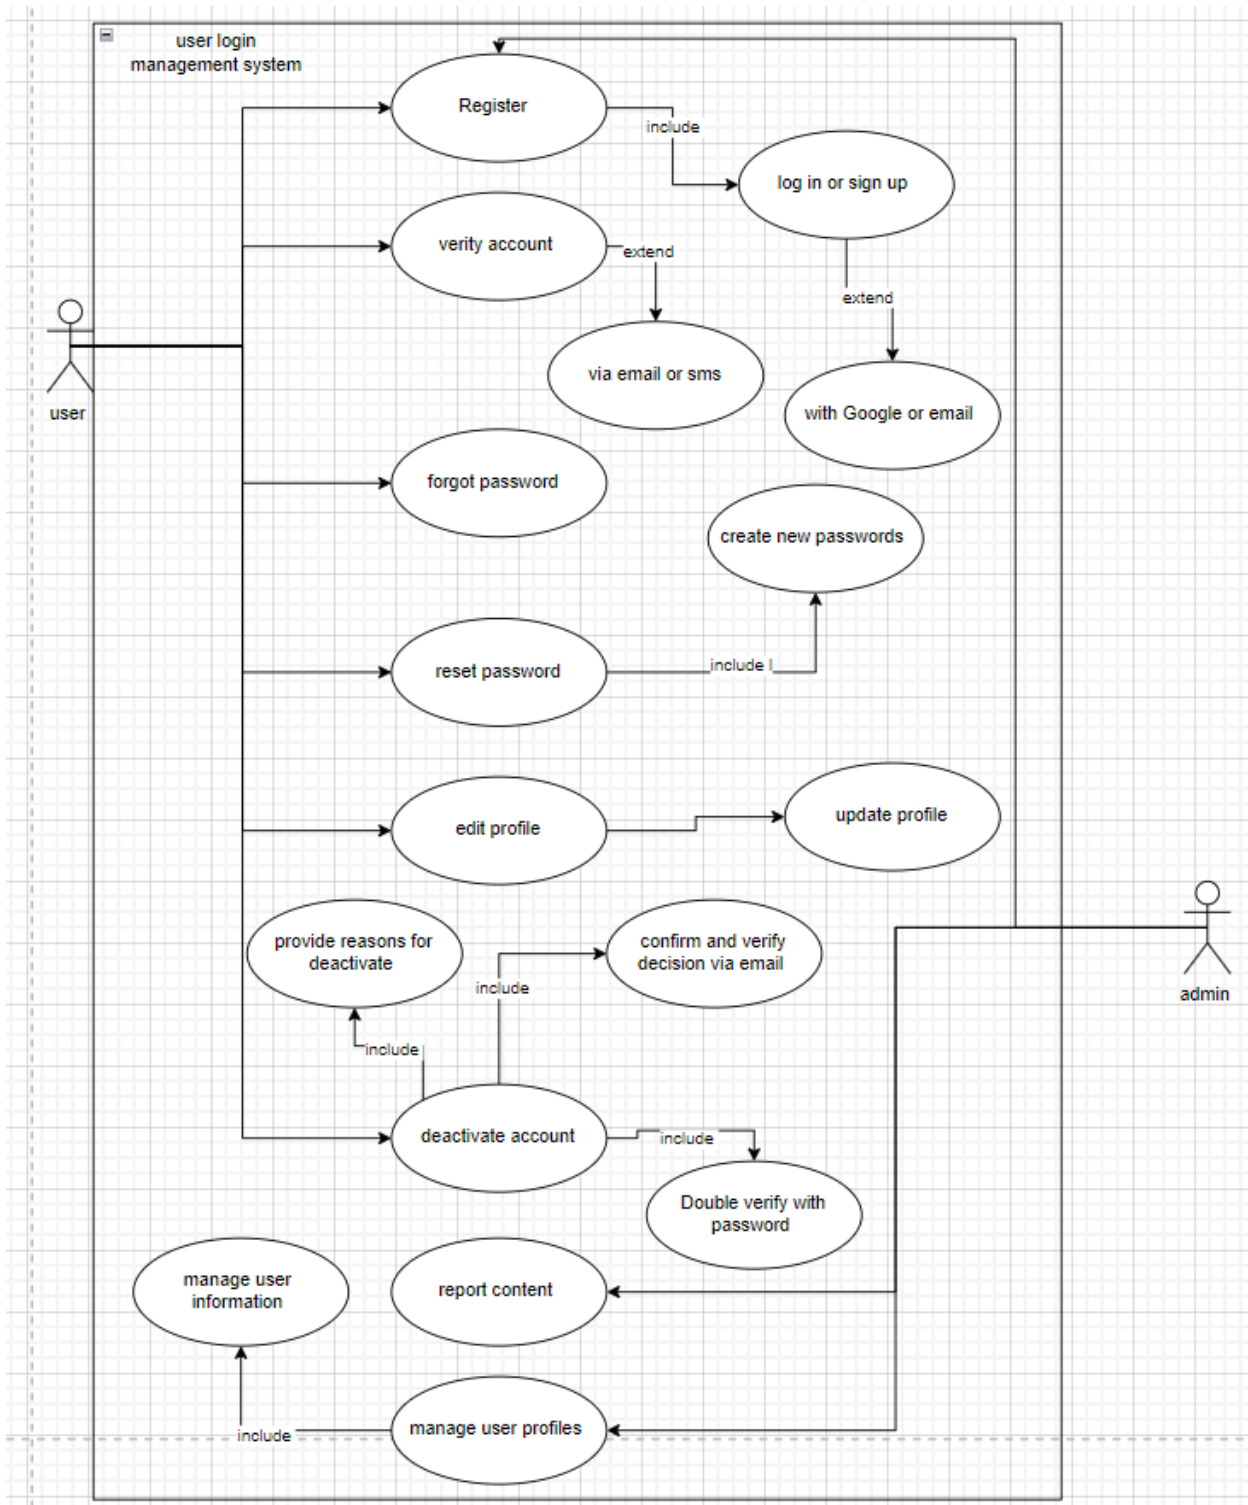 user login
management system
Register
include
log in or sign up
verity account
extend
extend
via email or sms
with Google or email
user
forgot password
create new passwords
reset password
include l
edit profile
update profile
provide reasons for
deactivate
confirm and verify
decision via email
include
admin
include
deactivate account
include
Double verify with
password
manage user
information
report content
manage user profiles
include